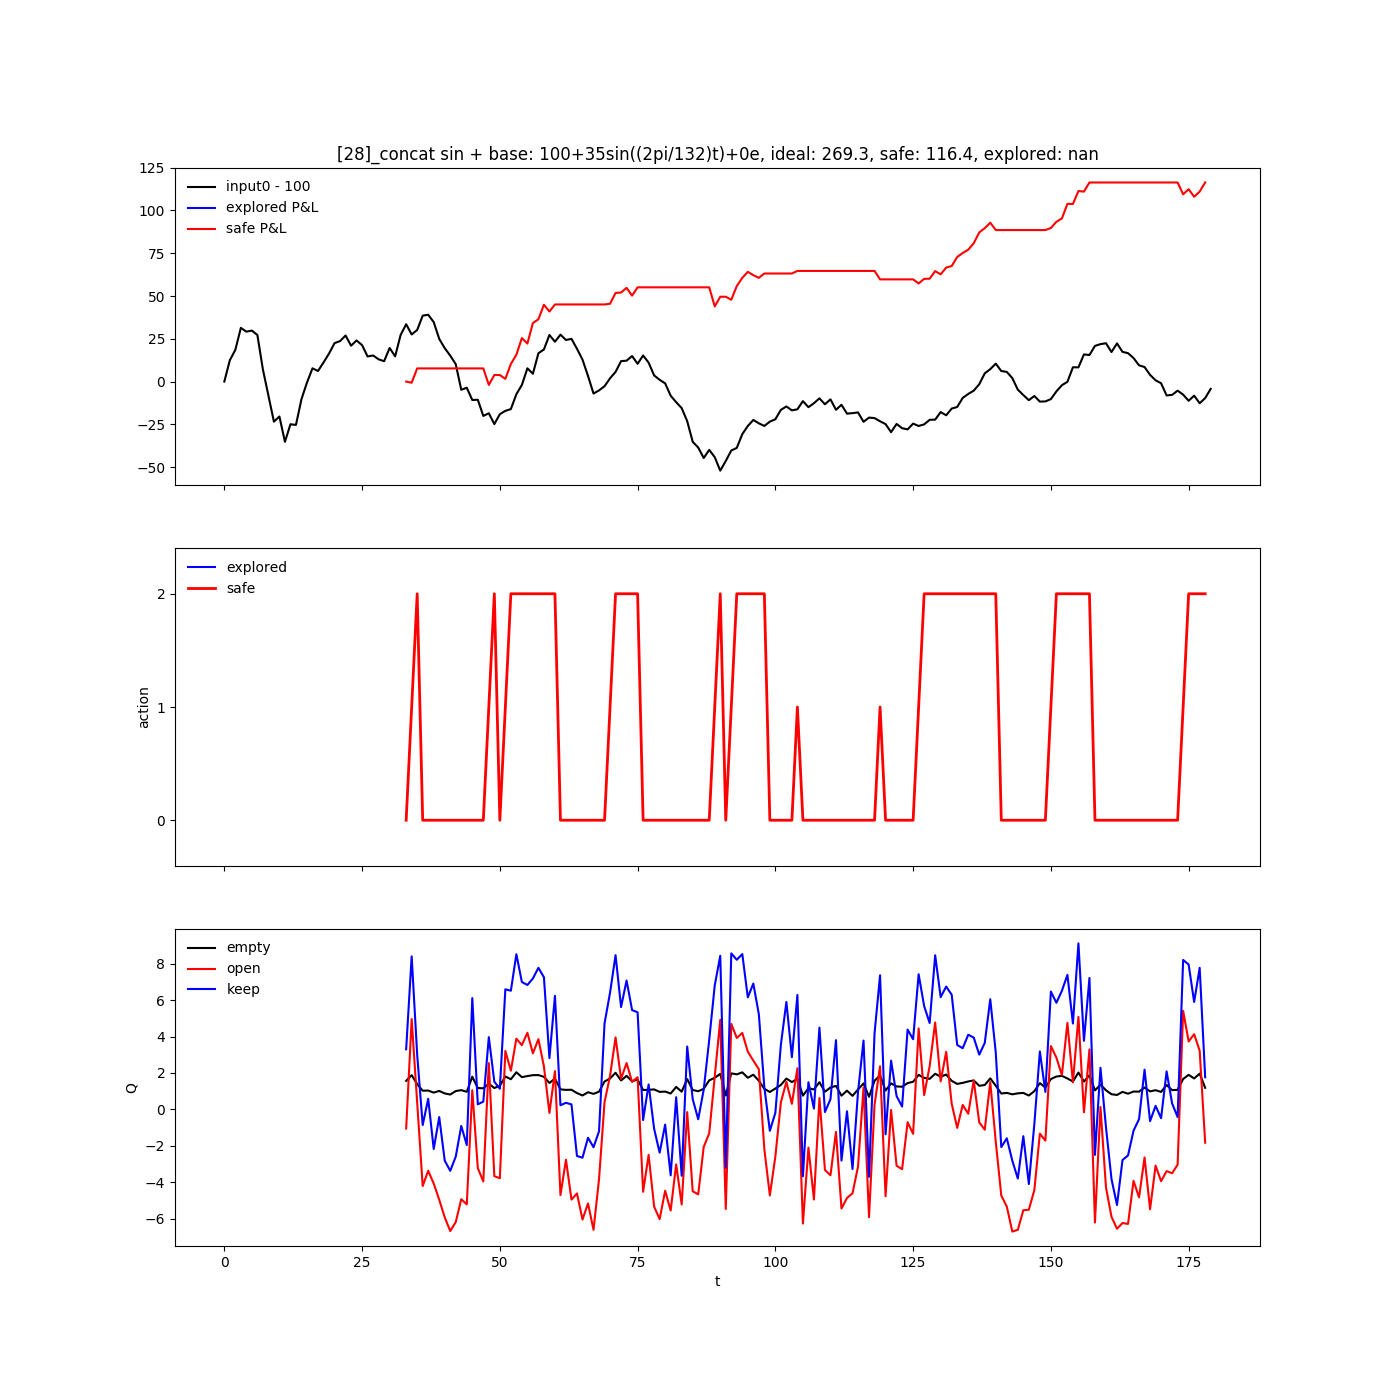 [28]_concat sin + base: 100+35sin((2pi/132)t)+0e, ideal: 269.3, safe: 116.4, explored: nan
125
100
75
50
25
0
−25
−50
input0 - 100
explored P&L
safe P&L
2
1
0
action
explored
safe
8
6
4
2
0
−2
−4
−6
Q
empty
open
keep
0 25 50 75 100 125 150 175
t